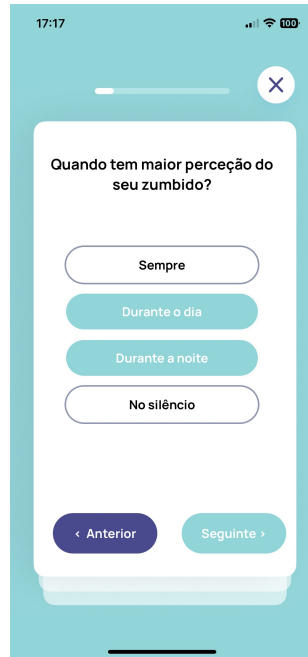 17:17
100
Quando tem maior perceção do
seu zumbido?
Sempre
Durante o dia
Durante a noite
No silêncio
‹ Anterior
Seguinte ›